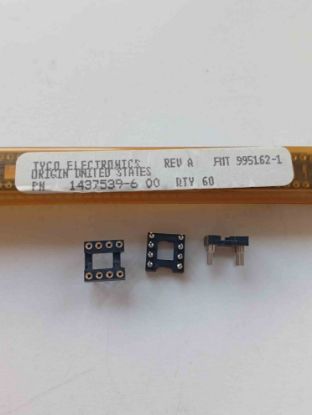 TYCO ELECTRONICS REV A FMT 995162-1
ORIGIN UNITED STATES
PN 1437539-6 00 QTY 60